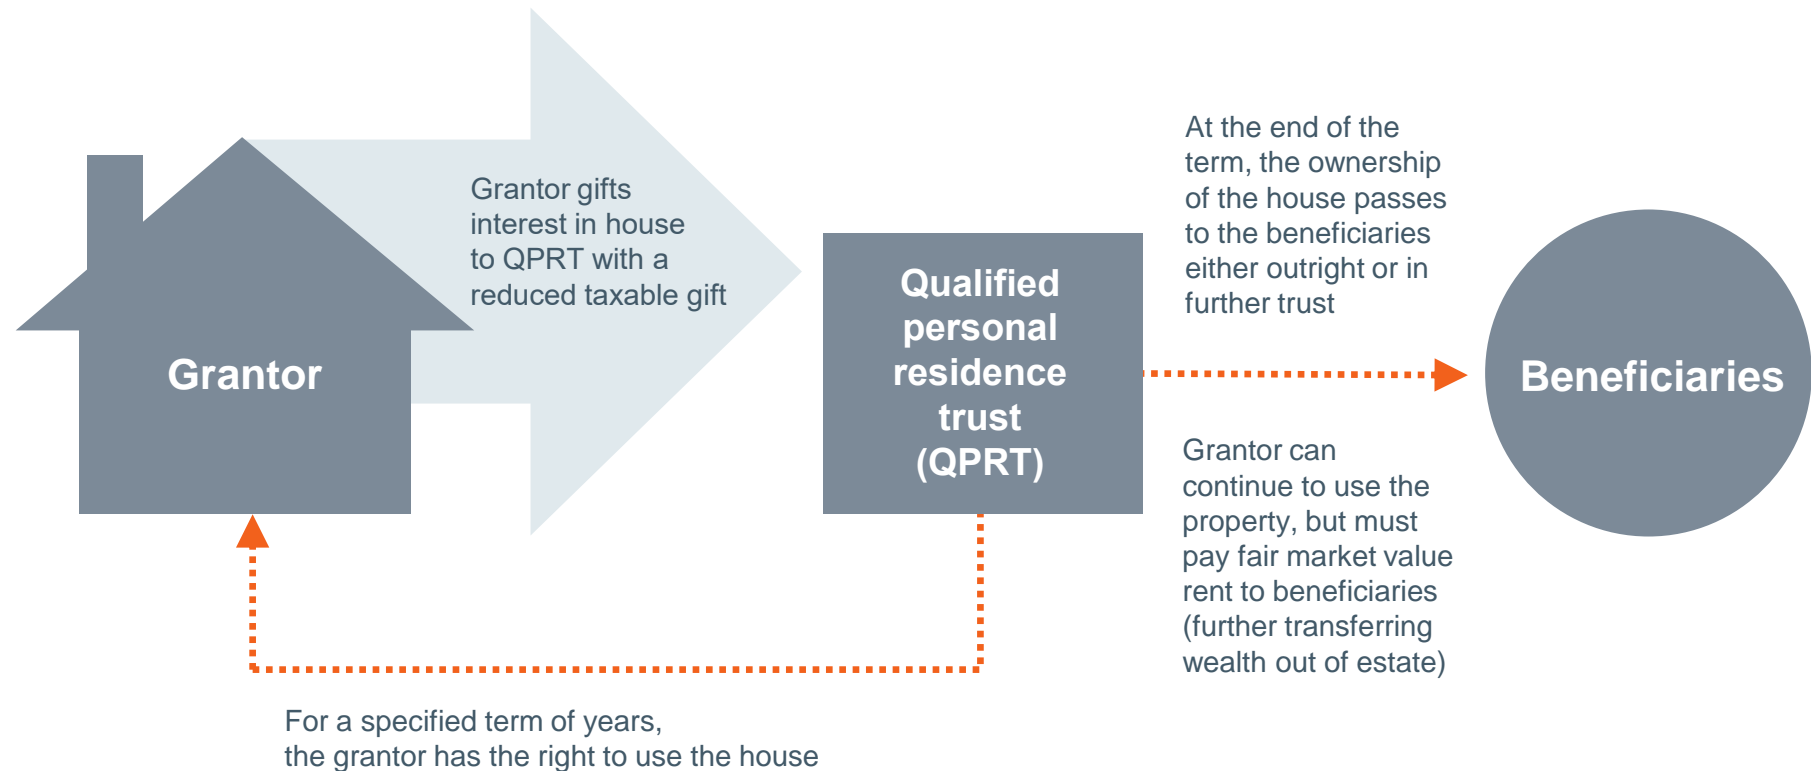 Grantor
Grantor gifts
interest in house
to QPRT with a
reduced taxable gift
Qualified
personal
residence
trust
(QPRT)
At the end of the
term, the ownership
of the house passes
to the beneficiaries
either outright or in
further trust
Beneficiaries
Grantor can
continue to use the
property, but must
pay fair market value
rent to beneficiaries
(further transferring
wealth out of estate)
For a specified term of years,
the grantor has the right to use the house